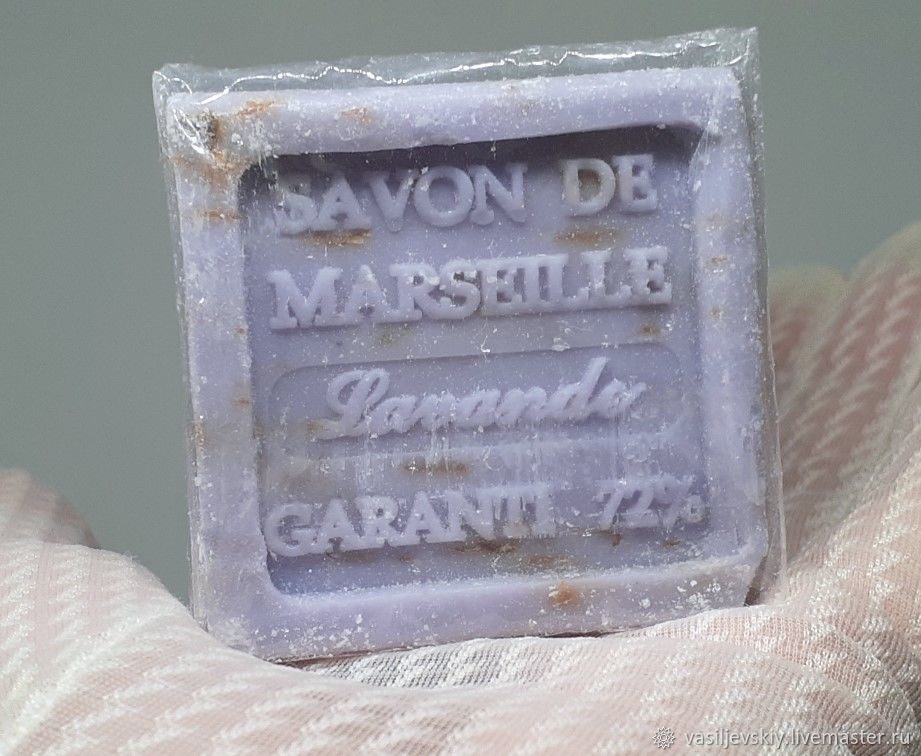 SAVON DE
MARSEILLE
Lavande
GARANTI 72%
vasiljevskiy.livemaster.ru